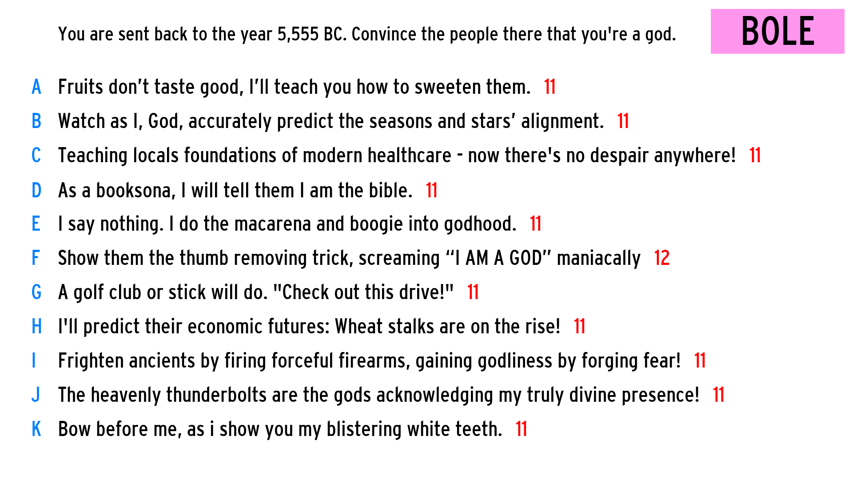 You are sent back to the year 5,555 BC. Convince the people there that you're a god.
BOLE
A Fruits don’t taste good, I’ll teach you how to sweeten them. 11
B Watch as I, God, accurately predict the seasons and stars’ alignment. 11
C Teaching locals foundations of modern healthcare - now there's no despair anywhere! 11
D As a booksona, I will tell them I am the bible. 11
E I say nothing. I do the macarena and boogie into godhood. 11
F Show them the thumb removing trick, screaming “I AM A GOD” maniacally 12
G A golf club or stick will do. "Check out this drive!" 11
H I'll predict their economic futures: Wheat stalks are on the rise! 11
I Frighten ancients by firing forceful firearms, gaining godliness by forging fear! 11
J The heavenly thunderbolts are the gods acknowledging my truly divine presence! 11
K Bow before me, as i show you my blistering white teeth. 11